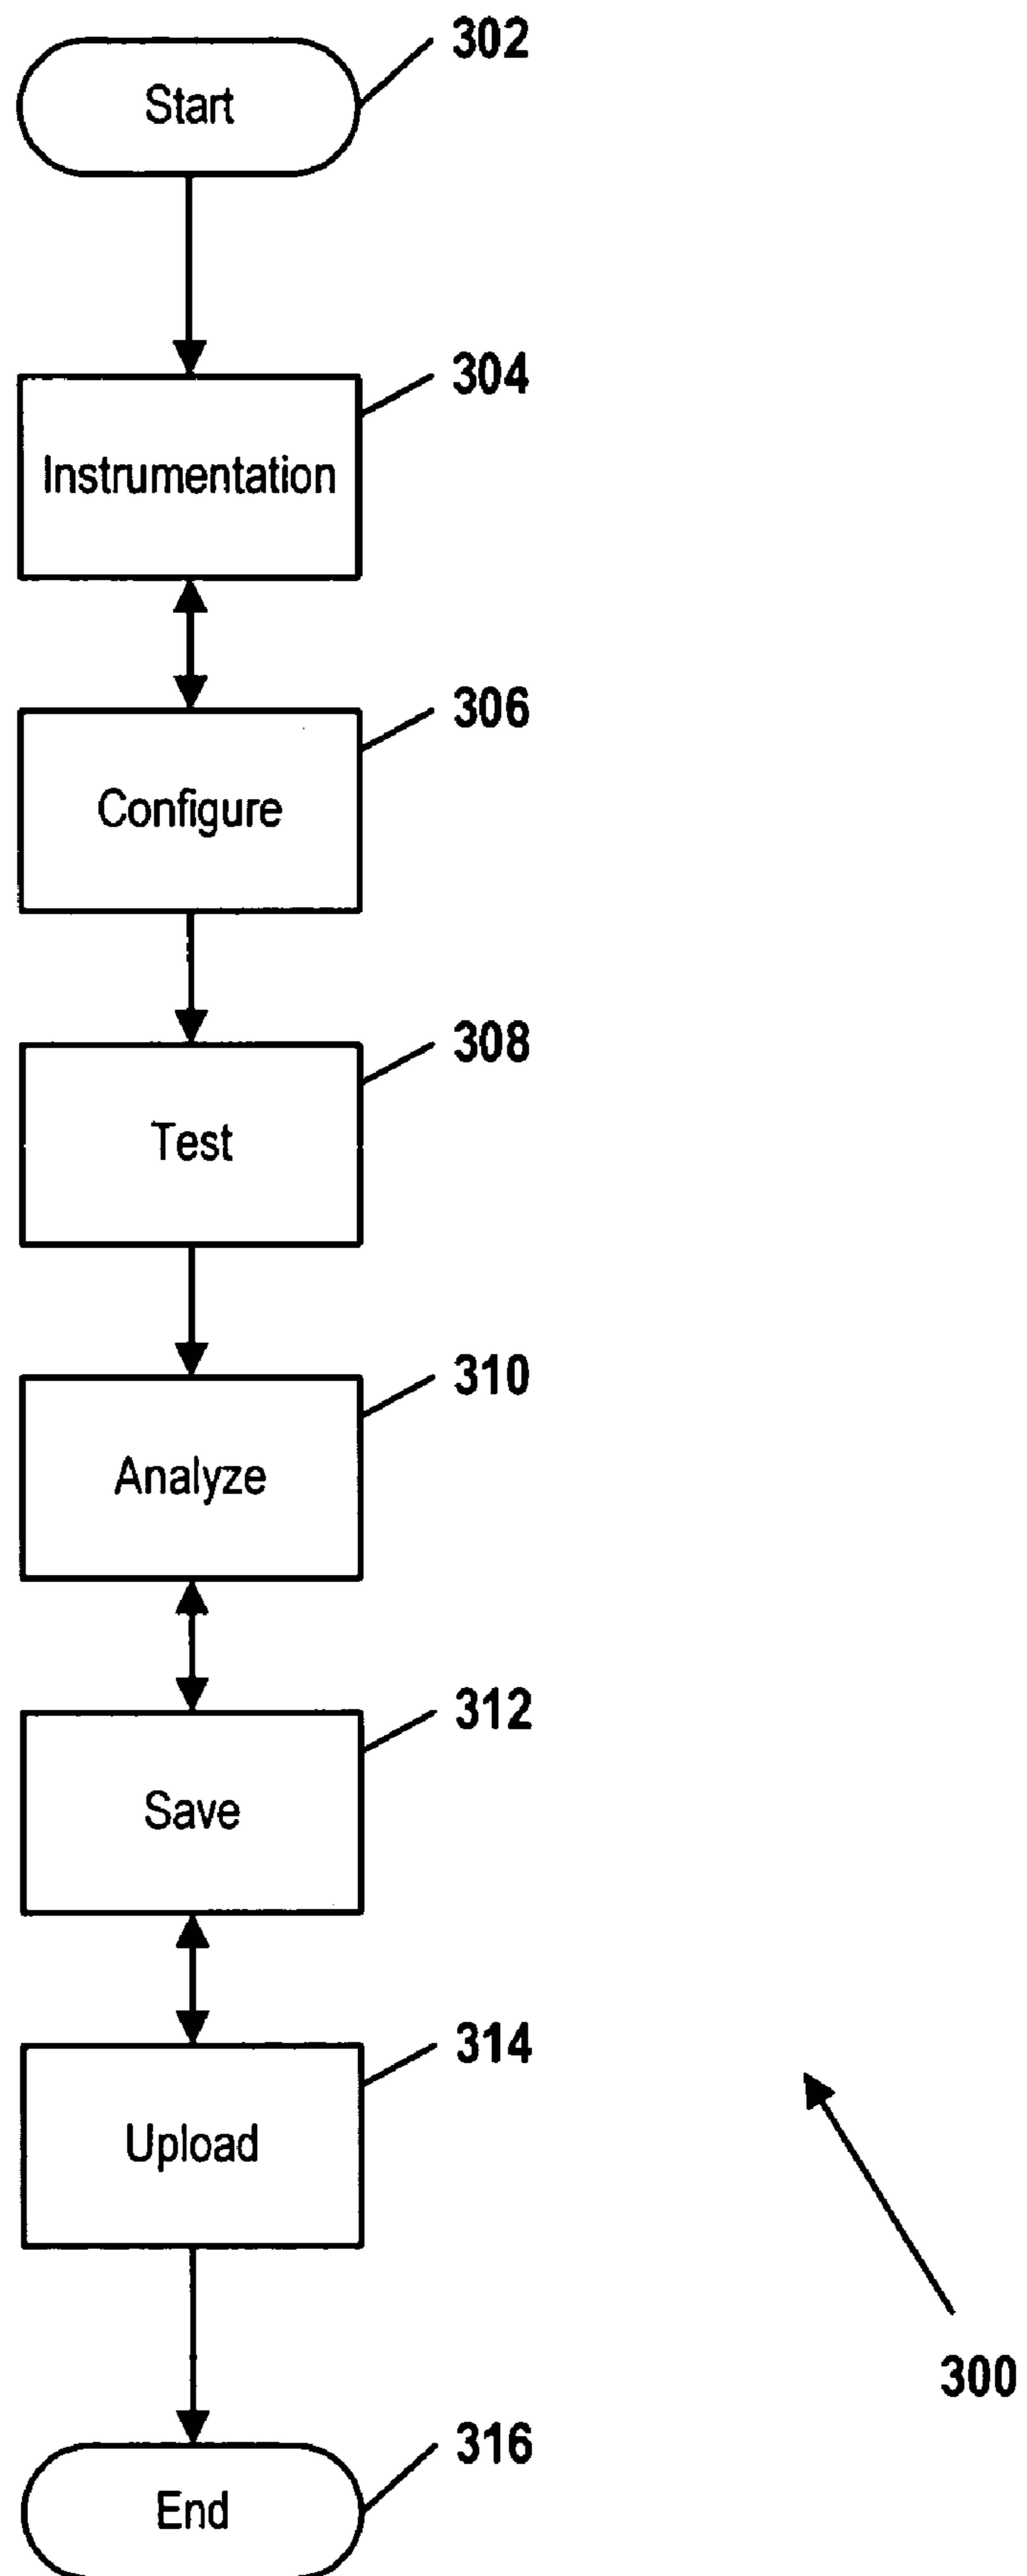 302
Start
304
Instrumentation
306
Configure
308
Test
310
Analyze
312
Save
314
Upload
300
316
End